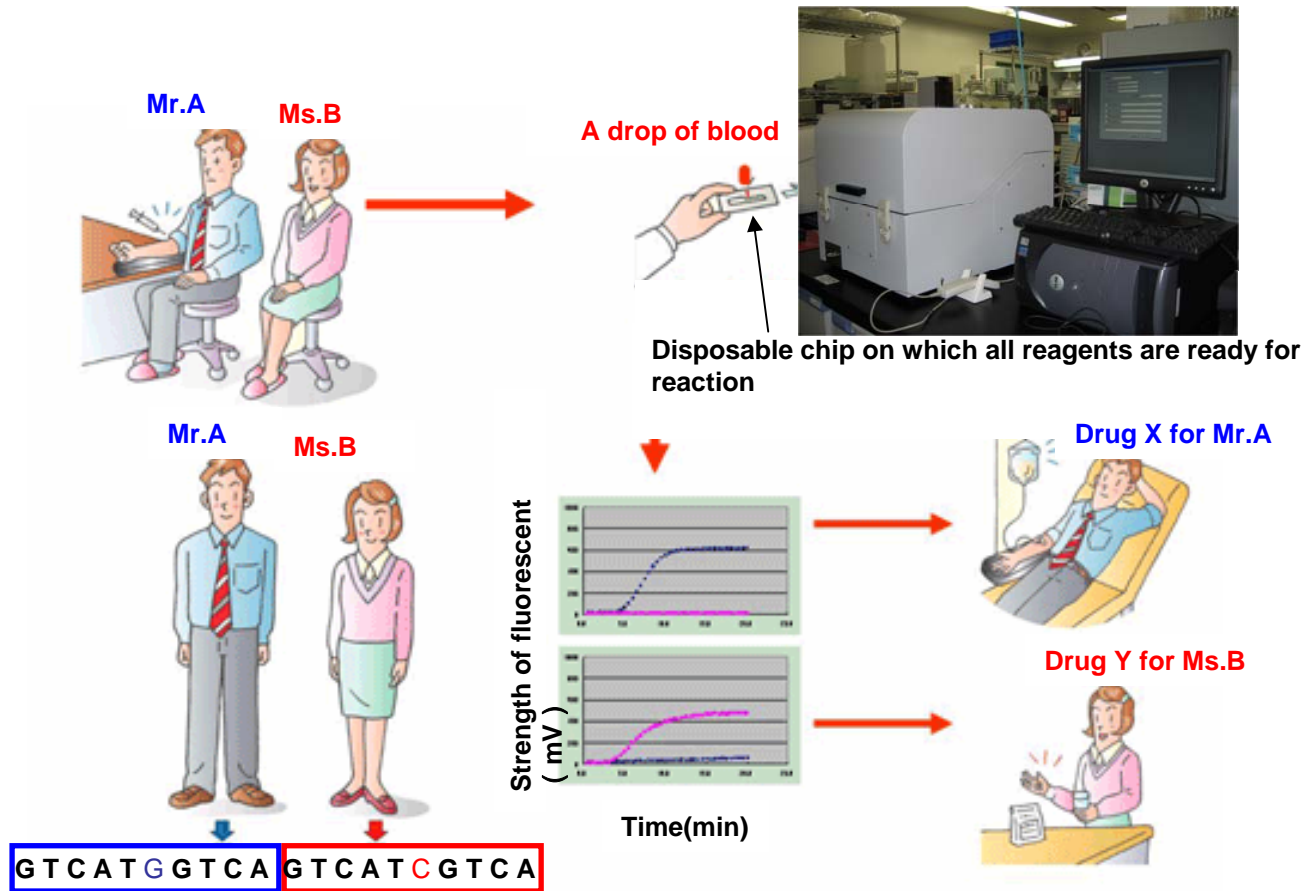 Mr.A
Ms.B
A drop of blood
Disposable chip on which all reagents are ready for
reaction
Mr.A
Ms.B
Drug X for Mr.A
Strength of fluorescent
( mV )
Drug Y for Ms.B
Time(min)
G T C A T G G T C A
G T C A T C G T C A